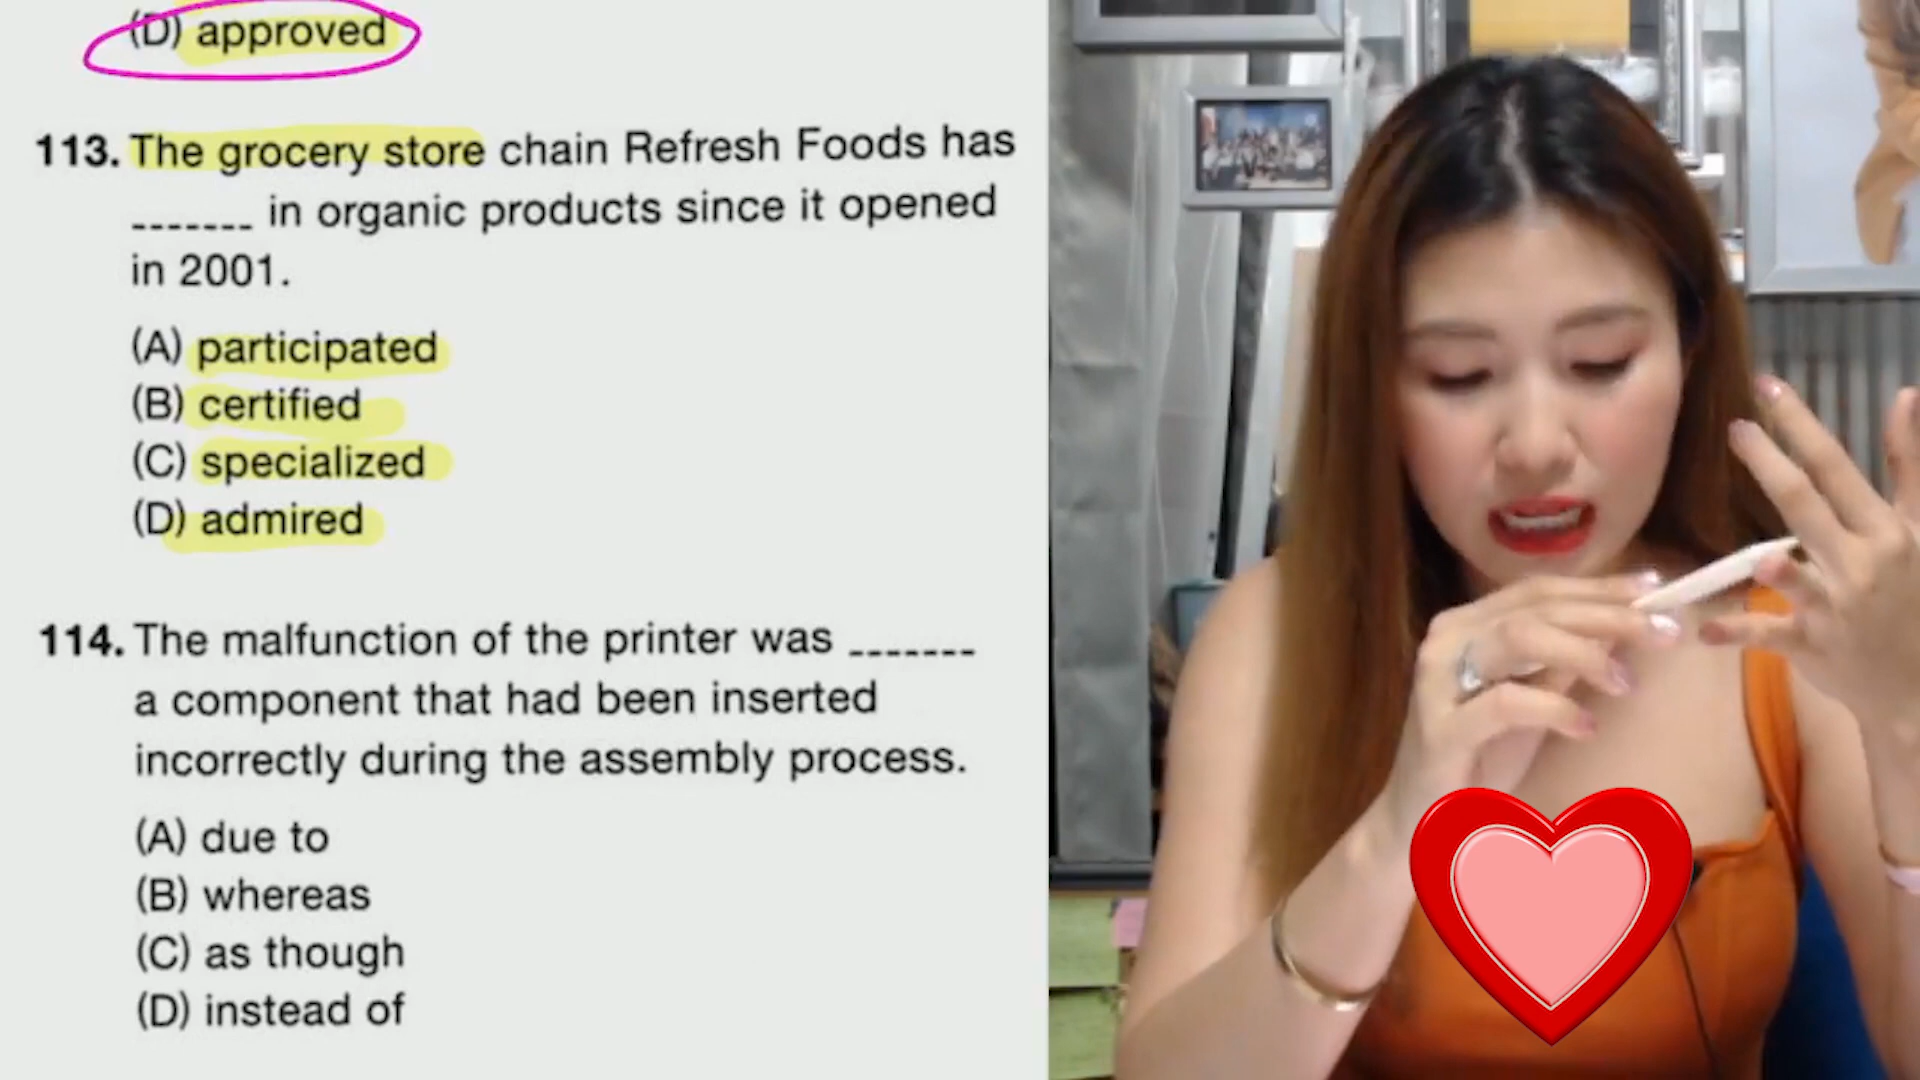 (D) approved
113. The grocery store chain Refresh Foods has
------- in organic products since it opened
in 2001.
(A) participated
(B) certified
(C) specialized
(D) admired
114. The malfunction of the printer was -------
a component that had been inserted
incorrectly during the assembly process.
(A) due to
(B) whereas
(C) as though
(D) instead of